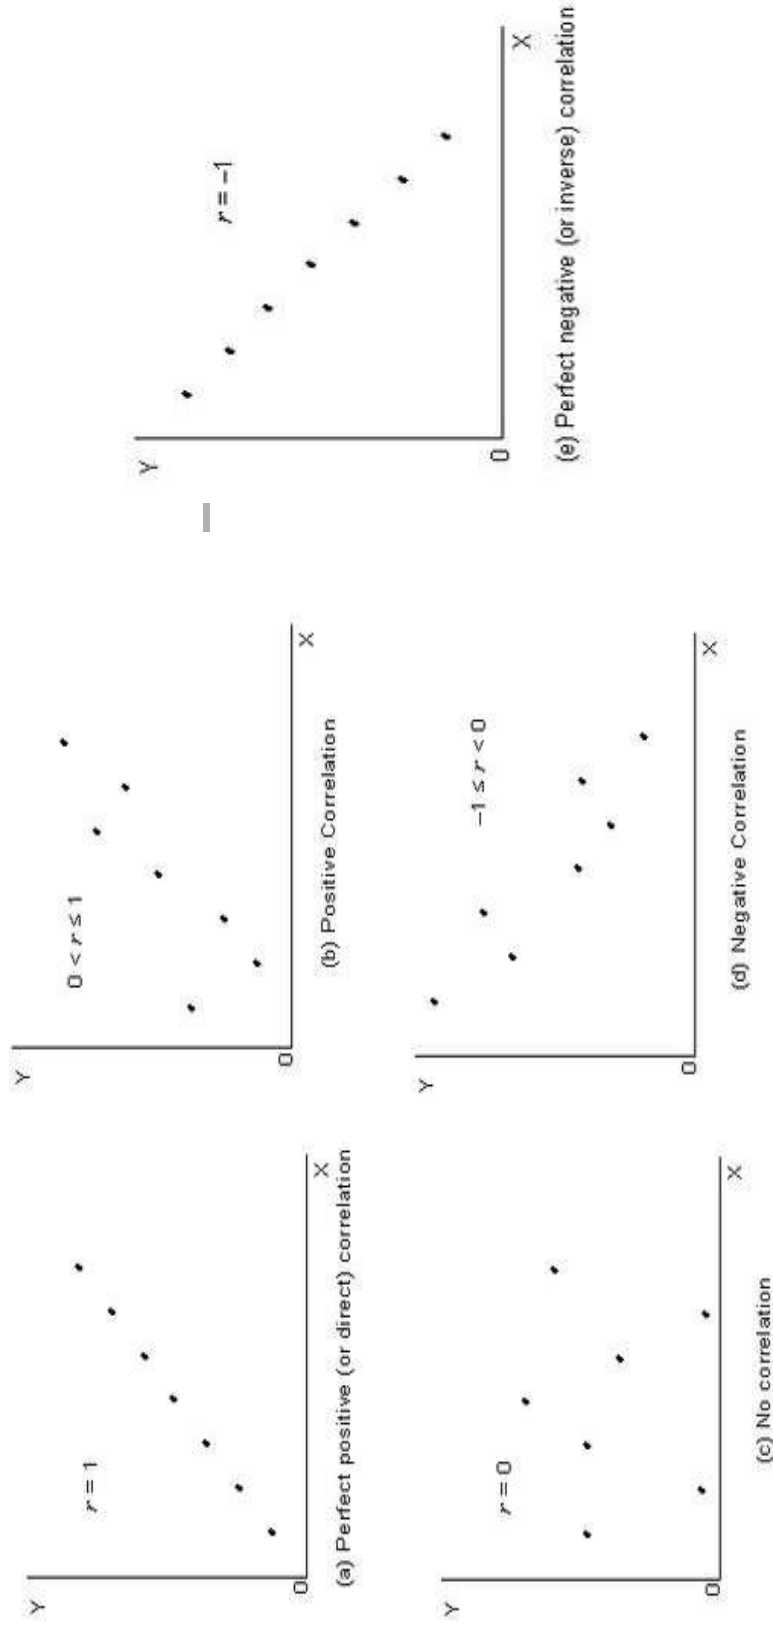 Y
r = 1
0
X
(a) Perfect positive (or direct) correlation
Y
0 < r ≤ 1
0
X
(b) Positive Correlation
Y
r = 0
0
X
(c) No correlation
Y
−1 ≤ r < 0
0
X
(d) Negative Correlation
Y
r = −1
0
X
(e) Perfect negative (or inverse) correlation